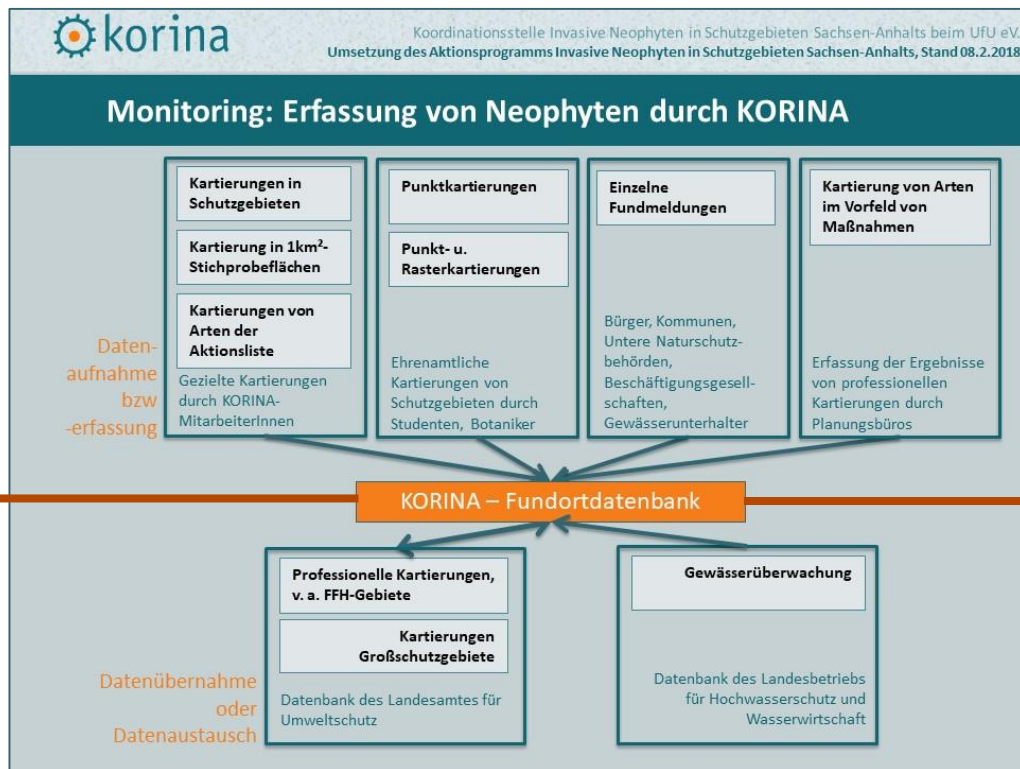 korina
Koordinationsstelle Invasive Neophyten in Schutzgebieten Sachsen-Anhalts beim UfU eV.
Umsetzung des Aktionsprogramms Invasive Neophyten in Schutzgebieten Sachsen-Anhalts, Stand 08.2.2018
Monitoring: Erfassung von Neophyten durch KORINA
Daten-
aufnahme
bzw
-erfassung
Kartierungen in
Schutzgebieten
Kartierung in 1km²-
Stichprobeflächen
Kartierungen von
Arten der
Aktionsliste
Gezielte Kartierungen
durch KORINA-
MitarbeiterInnen
Punktkartierungen
Punkt- u.
Rasterkartierungen
Ehrenamtliche
Kartierungen von
Schutzgebieten durch
Studenten, Botaniker
Einzelne
Fundmeldungen
Bürger, Kommunen,
Untere Naturschutz-
behörden,
Beschäftigungsgesell-
schaften,
Gewässerunterhalter
Kartierung von Arten
im Vorfeld von
Maßnahmen
Erfassung der Ergebnisse
von professionellen
Kartierungen durch
Planungsbüros
KORINA – Fundortdatenbank
Datenübernahme
oder
Datenaustausch
Professionelle Kartierungen,
v. a. FFH-Gebiete
Kartierungen
Großschutzgebiete
Datenbank des Landesamtes für
Umweltschutz
Gewässerüberwachung
Datenbank des Landesbetriebs
für Hochwasserschutz und
Wasserwirtschaft